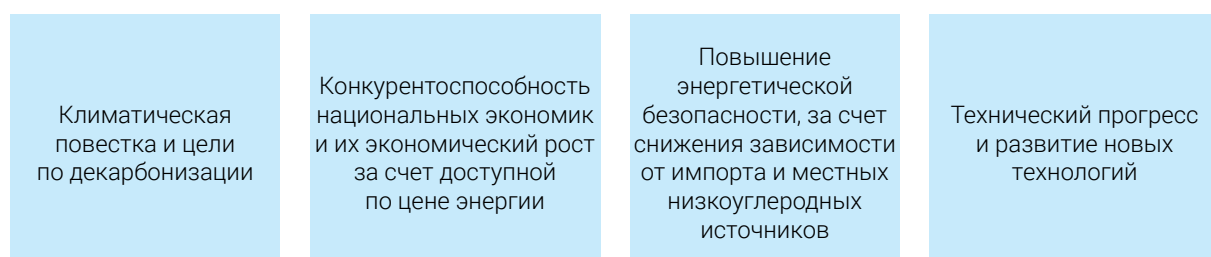 Климатическая
повестка и цели
по декарбонизации
Конкурентоспособность
национальных экономик
и их экономический рост
за счет доступной
по цене энергии
Повышение
энергетической
безопасности, за счет
снижения зависимости
от импорта и местных
низкоуглеродных
источников
Технический прогресс
и развитие новых
технологий